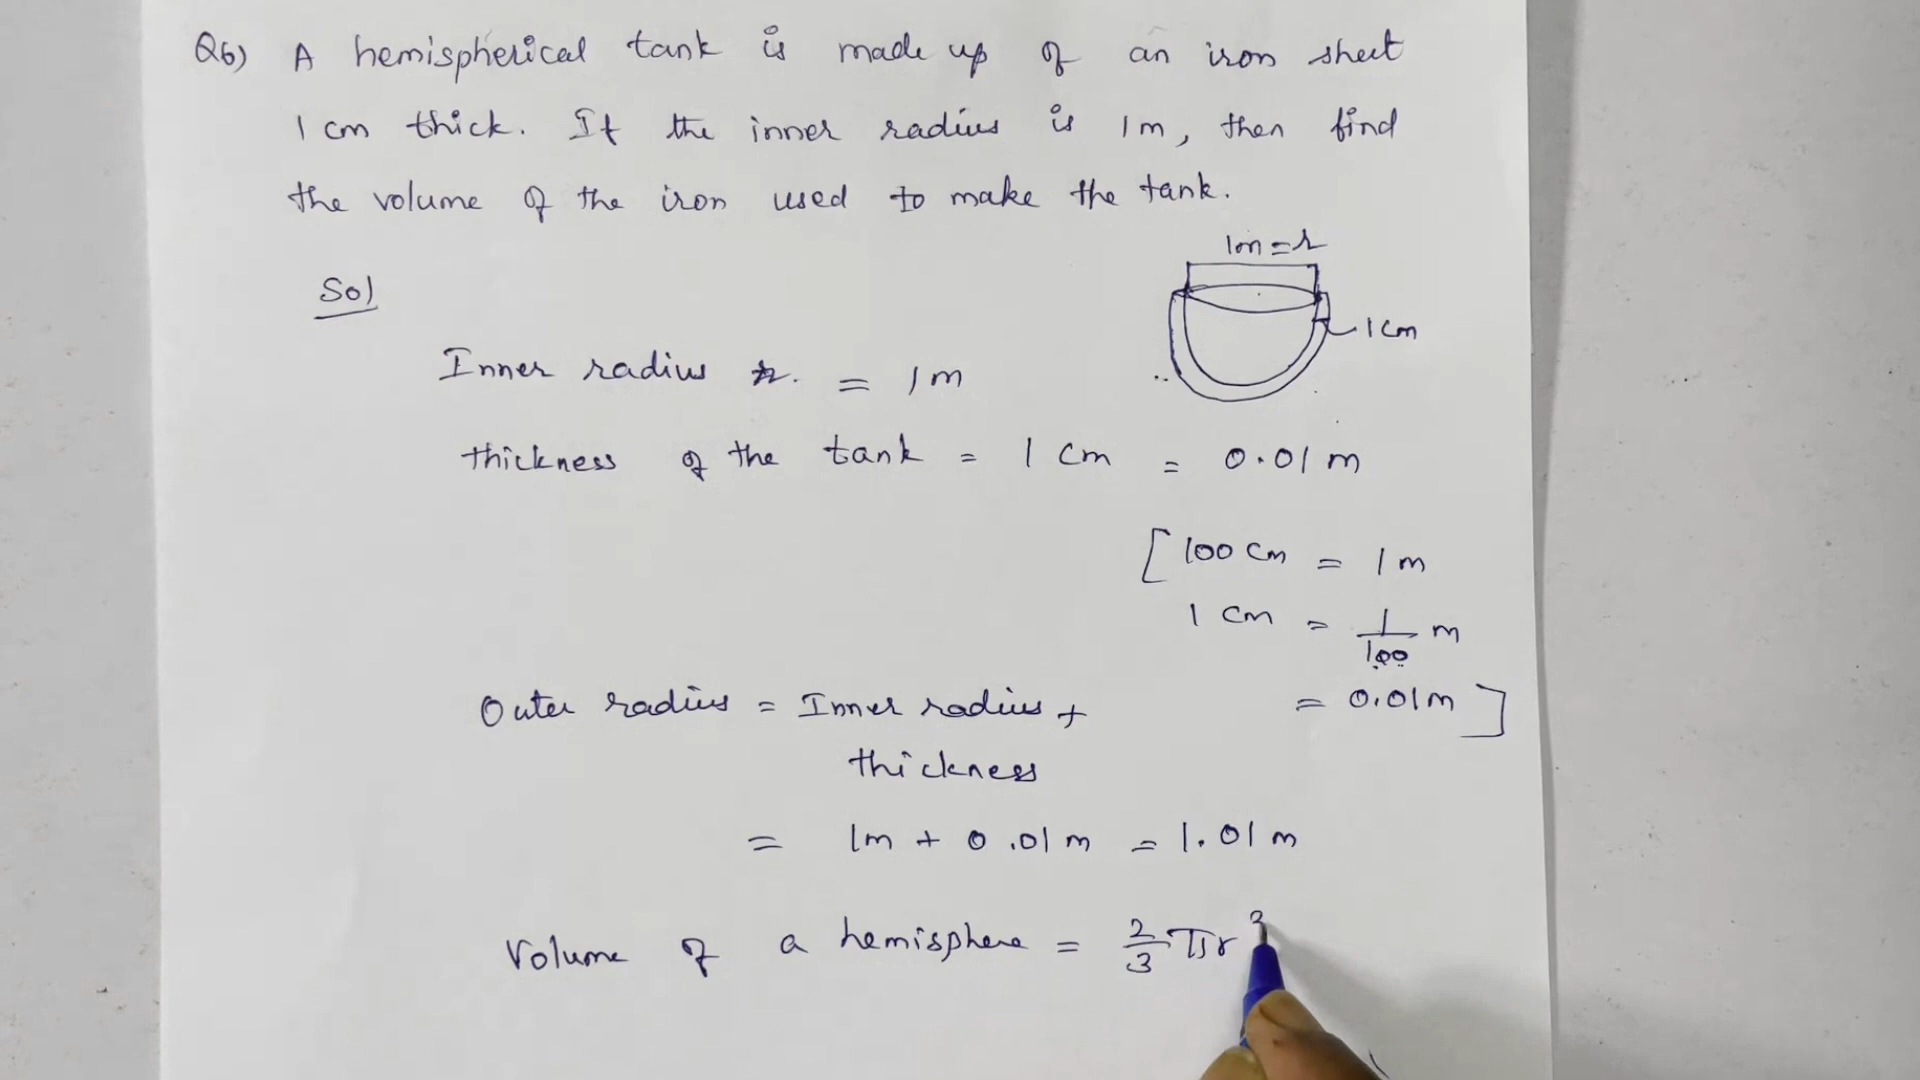 Q6) A hemispherical tank is made up of an iron sheet
1 cm thick. If the inner radius is 1m, then find
the volume of the iron used to make the tank.
1m = r
Sol
1 cm
Inner radius r. = 1m
thickness of the tank = 1 cm = 0.01 m
[100 cm = 1 m
1 cm = 1/100 m
= 0.01m]
Outer radius = Inner radius +
thickness
= 1m + 0.01 m = 1.01 m
Volume of a hemisphere = 2/3 πr³